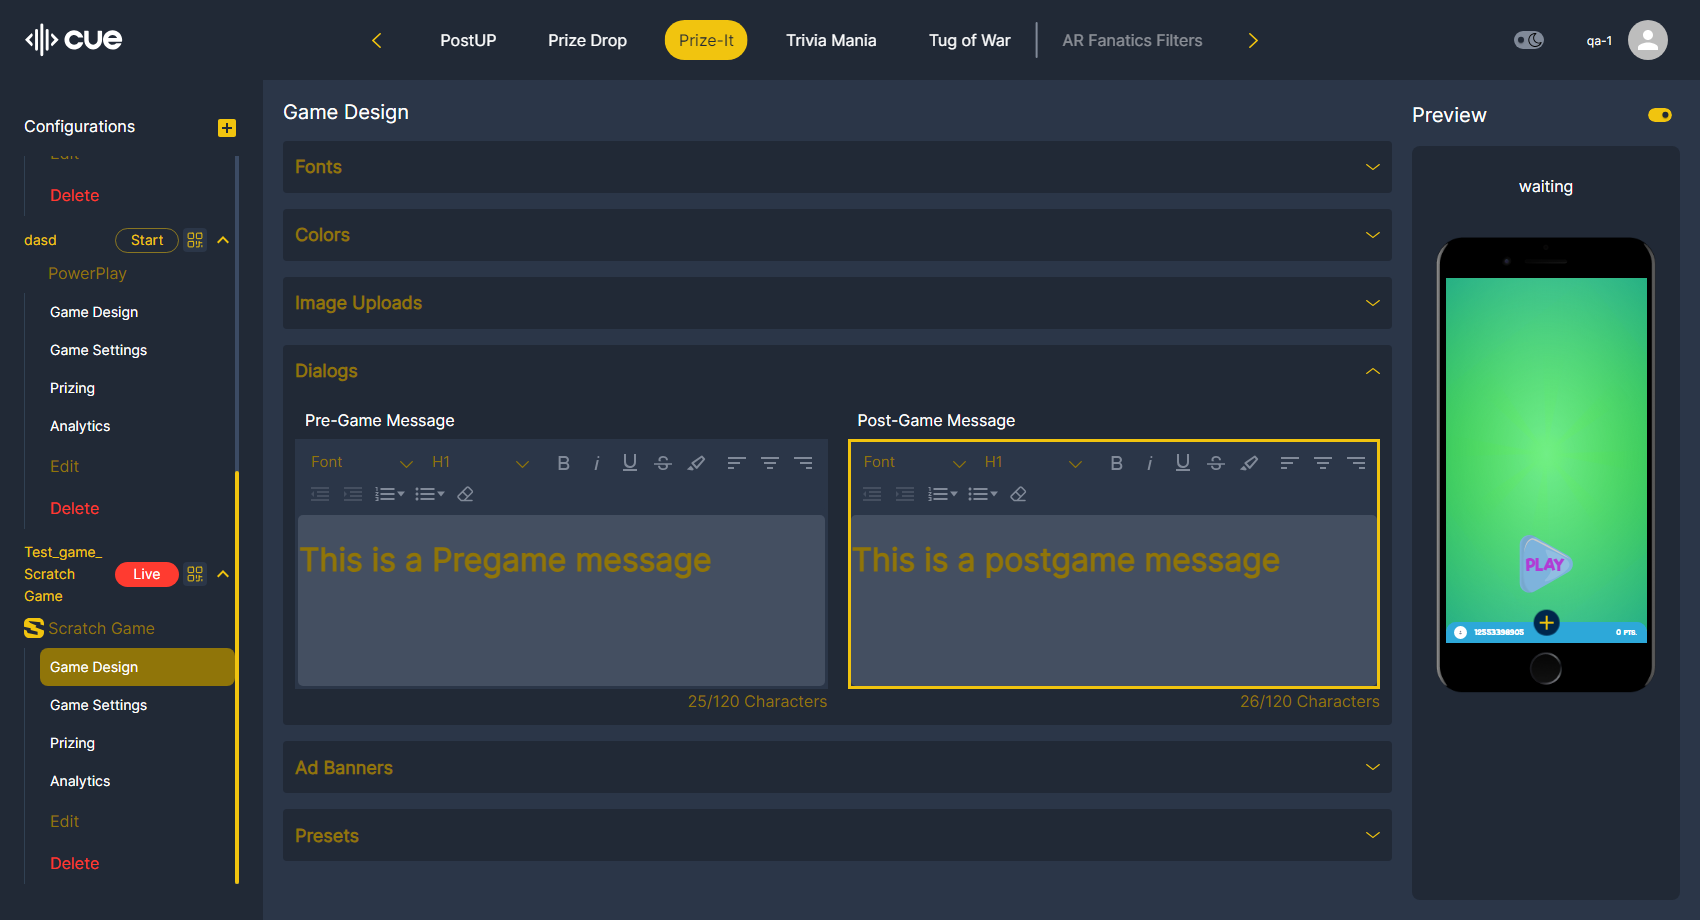 cue
PostUP
Prize Drop
Prize-It
Trivia Mania
Tug of War
AR Fanatics Filters
qa-1
Configurations
Edit
Delete
dasd
Start
PowerPlay
Game Design
Game Settings
Prizing
Analytics
Edit
Delete
Test_game_
Scratch
Game
Live
Scratch Game
Game Design
Game Settings
Prizing
Analytics
Edit
Delete
Game Design
Fonts
Colors
Image Uploads
Dialogs
Pre-Game Message
Font
H1
B
i
U
S
This is a Pregame message
25/120 Characters
Post-Game Message
Font
H1
B
i
U
S
This is a postgame message
26/120 Characters
Ad Banners
Presets
Preview
waiting
PLAY
12553398905
0 PTS.